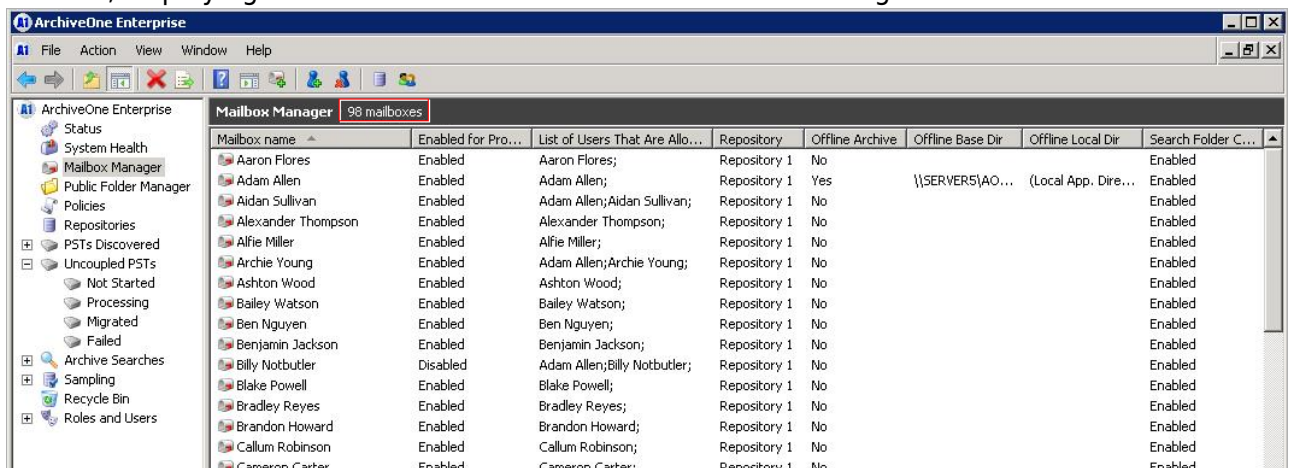 ArchiveOne Enterprise
File Action View Window Help
ArchiveOne Enterprise
Status
System Health
Mailbox Manager
Public Folder Manager
Policies
Repositories
PSTs Discovered
Uncoupled PSTs
Not Started
Processing
Migrated
Failed
Archive Searches
Sampling
Recycle Bin
Roles and Users
Mailbox Manager 98 mailboxes
Mailbox name Enabled for Pro... List of Users That Are Allo... Repository Offline Archive Offline Base Dir Offline Local Dir Search Folder C...
Aaron Flores Enabled Aaron Flores; Repository 1 No Enabled
Adam Allen Enabled Adam Allen; Repository 1 Yes \\SERVER5\AO... (Local App. Dire... Enabled
Aidan Sullivan Enabled Adam Allen;Aidan Sullivan; Repository 1 No Enabled
Alexander Thompson Enabled Alexander Thompson; Repository 1 No Enabled
Alfie Miller Enabled Alfie Miller; Repository 1 No Enabled
Archie Young Enabled Adam Allen;Archie Young; Repository 1 No Enabled
Ashton Wood Enabled Ashton Wood; Repository 1 No Enabled
Bailey Watson Enabled Bailey Watson; Repository 1 No Enabled
Ben Nguyen Enabled Ben Nguyen; Repository 1 No Enabled
Benjamin Jackson Enabled Benjamin Jackson; Repository 1 No Enabled
Billy Notbutler Disabled Adam Allen;Billy Notbutler; Repository 1 No Enabled
Blake Powell Enabled Blake Powell; Repository 1 No Enabled
Bradley Reyes Enabled Bradley Reyes; Repository 1 No Enabled
Brandon Howard Enabled Brandon Howard; Repository 1 No Enabled
Callum Robinson Enabled Callum Robinson; Repository 1 No Enabled
Cameron Carter Enabled Cameron Carter; Repository 1 No Enabled